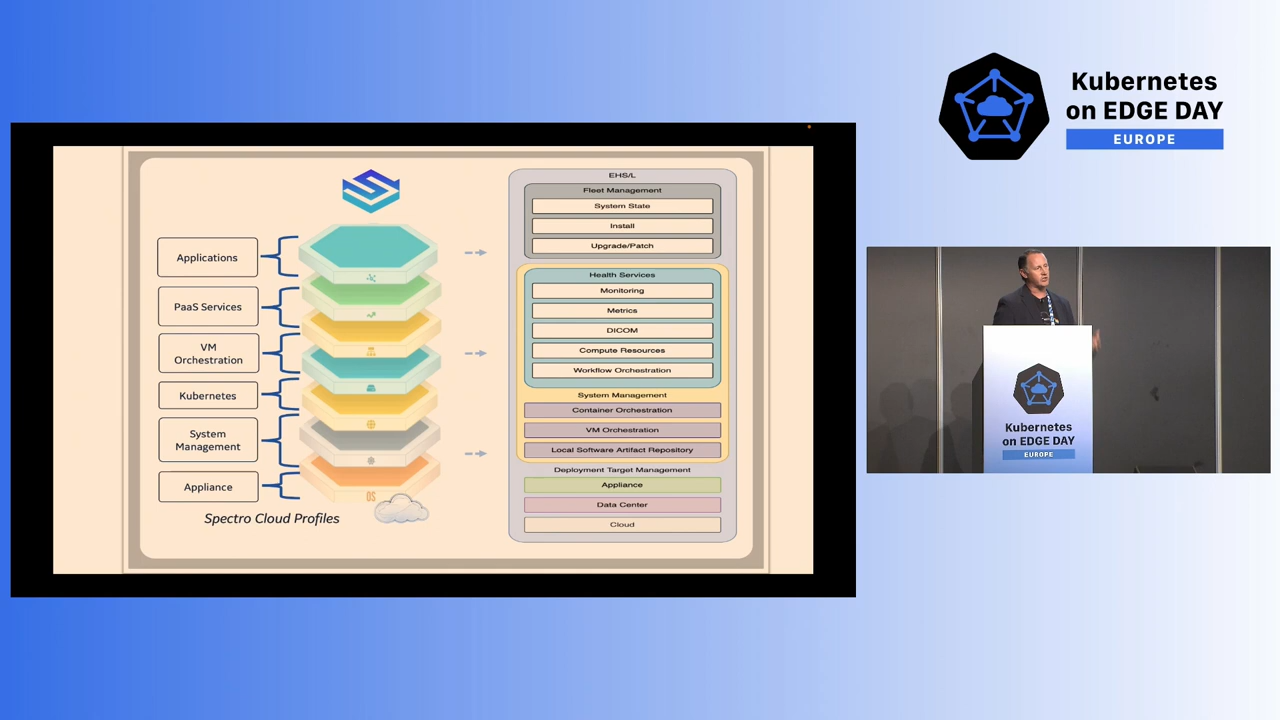 Kubernetes
on EDGE DAY
EUROPE
Applications
PaaS Services
VM
Orchestration
Kubernetes
System
Management
Appliance
OS
Spectro Cloud Profiles
EHS/L
Fleet Management
System State
Install
Upgrade/Patch
Health Services
Monitoring
Metrics
DICOM
Compute Resources
Workflow Orchestration
System Management
Container Orchestration
VM Orchestration
Local Software Artifact Repository
Deployment Target Management
Appliance
Data Center
Cloud
Kubernetes
on EDGE DAY
EUROPE